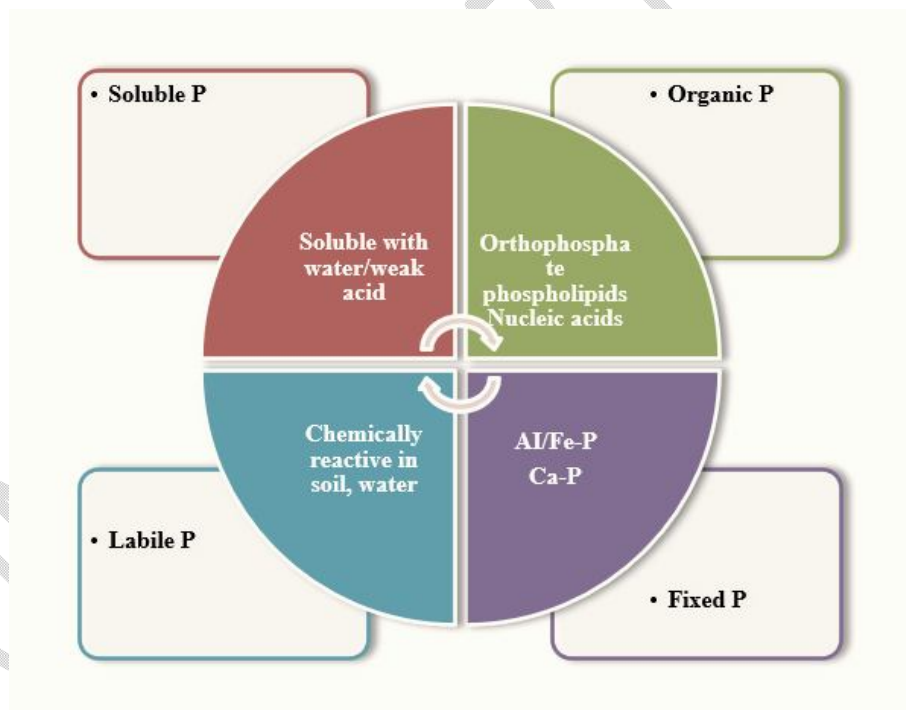 • Soluble P
• Organic P
Soluble with
water/weak
acid
Orthophospha
te
phospholipids
Nucleic acids
Chemically
reactive in
soil, water
AI/Fe-P
Ca-P
• Labile P
• Fixed P